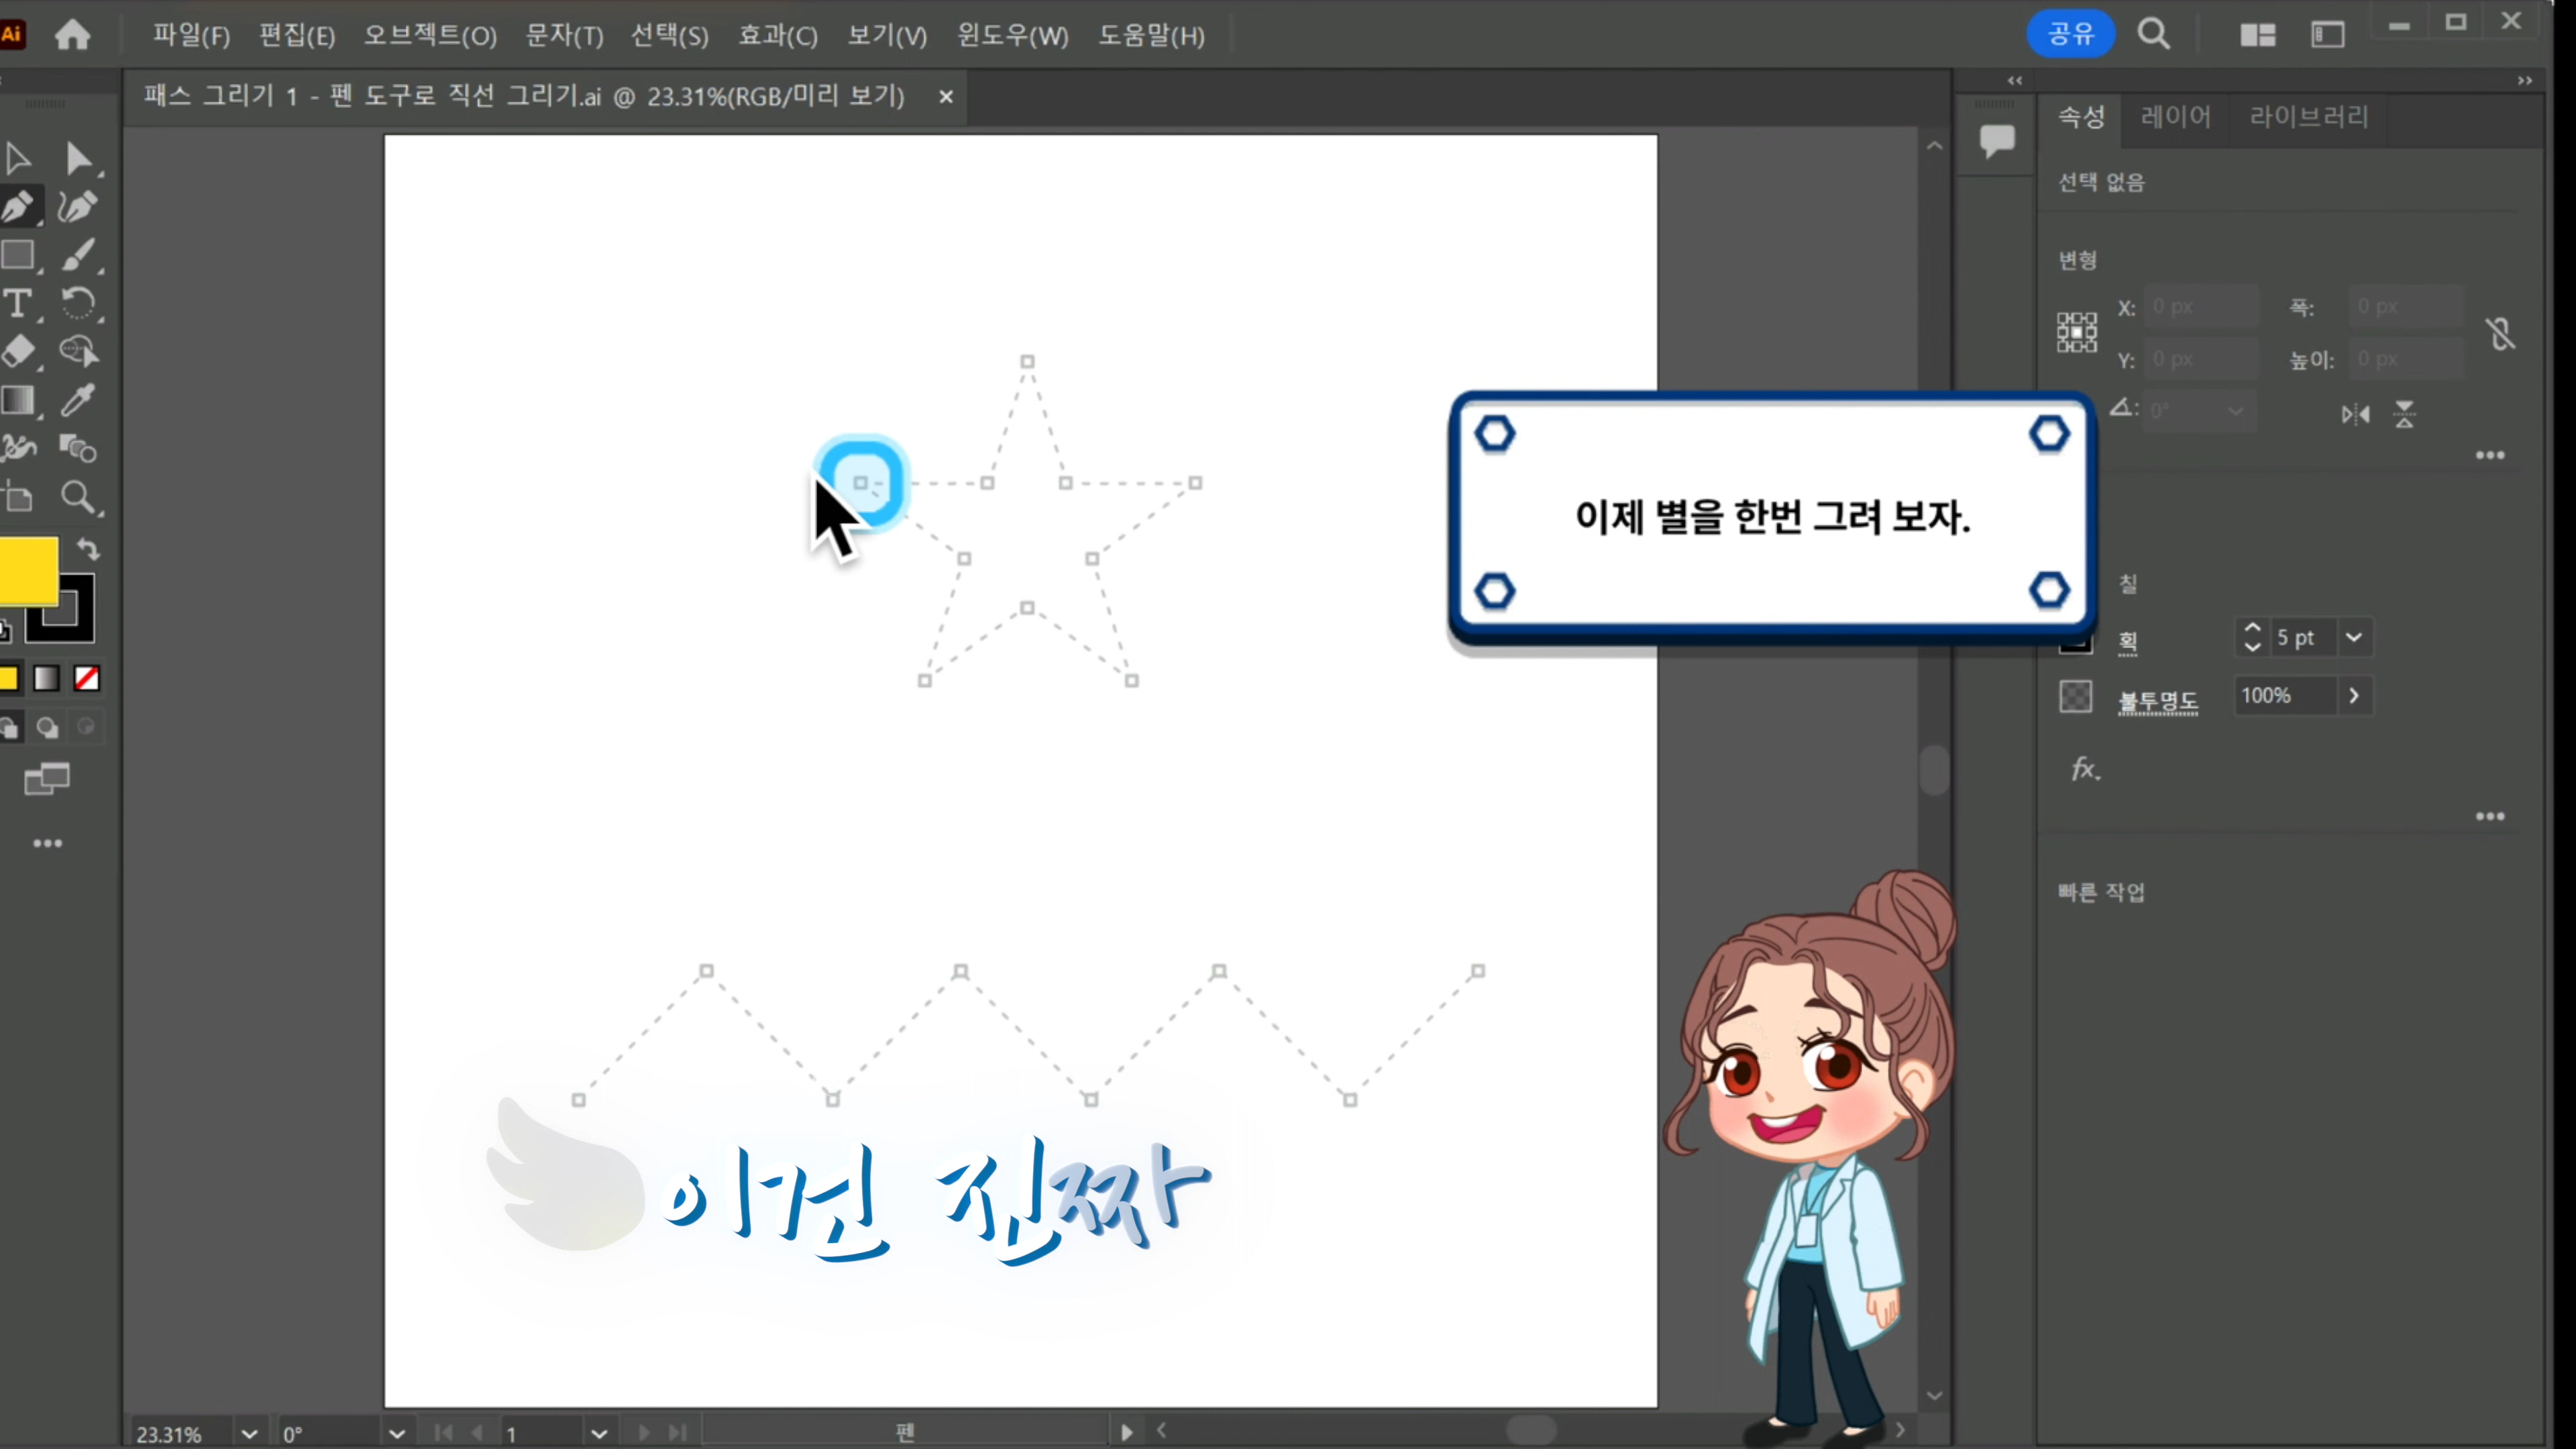 Ai 파일(F) 편집(E) 오브젝트(O) 문자(T) 선택(S) 효과(C) 보기(V) 윈도우(W) 도움말(H) 공유
패스 그리기 1 - 펜 도구로 직선 그리기.ai @ 23.31%(RGB/미리 보기) ×
속성 레이어 라이브러리
선택 없음
변형
X: 0 px 폭: 0 px
Y: 0 px 높이: 0 px
0°
이제 별을 한번 그려 보자.
칠
획 5 pt
불투명도 100%
fx.
빠른 작업
이건 진짜
23.31% 0° 1 펜